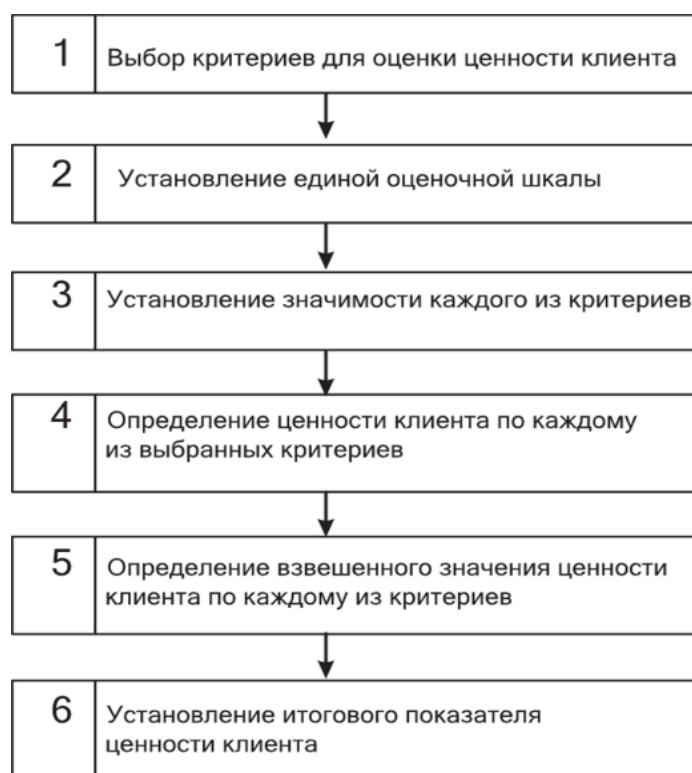 1 Выбор критериев для оценки ценности клиента
2 Установление единой оценочной шкалы
3 Установление значимости каждого из критериев
4 Определение ценности клиента по каждому
из выбранных критериев
5 Определение взвешенного значения ценности
клиента по каждому из критериев
6 Установление итогового показателя
ценности клиента